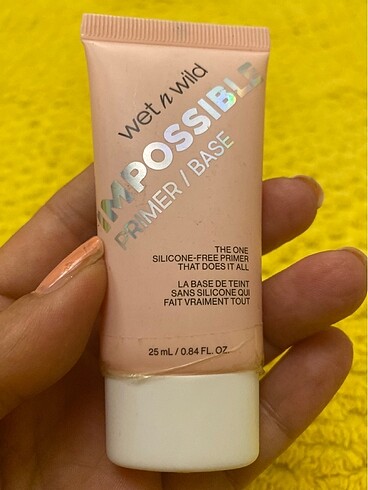 wet n wild
IMPOSSIBLE
PRIMER / BASE
THE ONE
SILICONE-FREE PRIMER
THAT DOES IT ALL
LA BASE DE TEINT
SANS SILICONE QUI
FAIT VRAIMENT TOUT
25 mL / 0.84 FL. OZ.